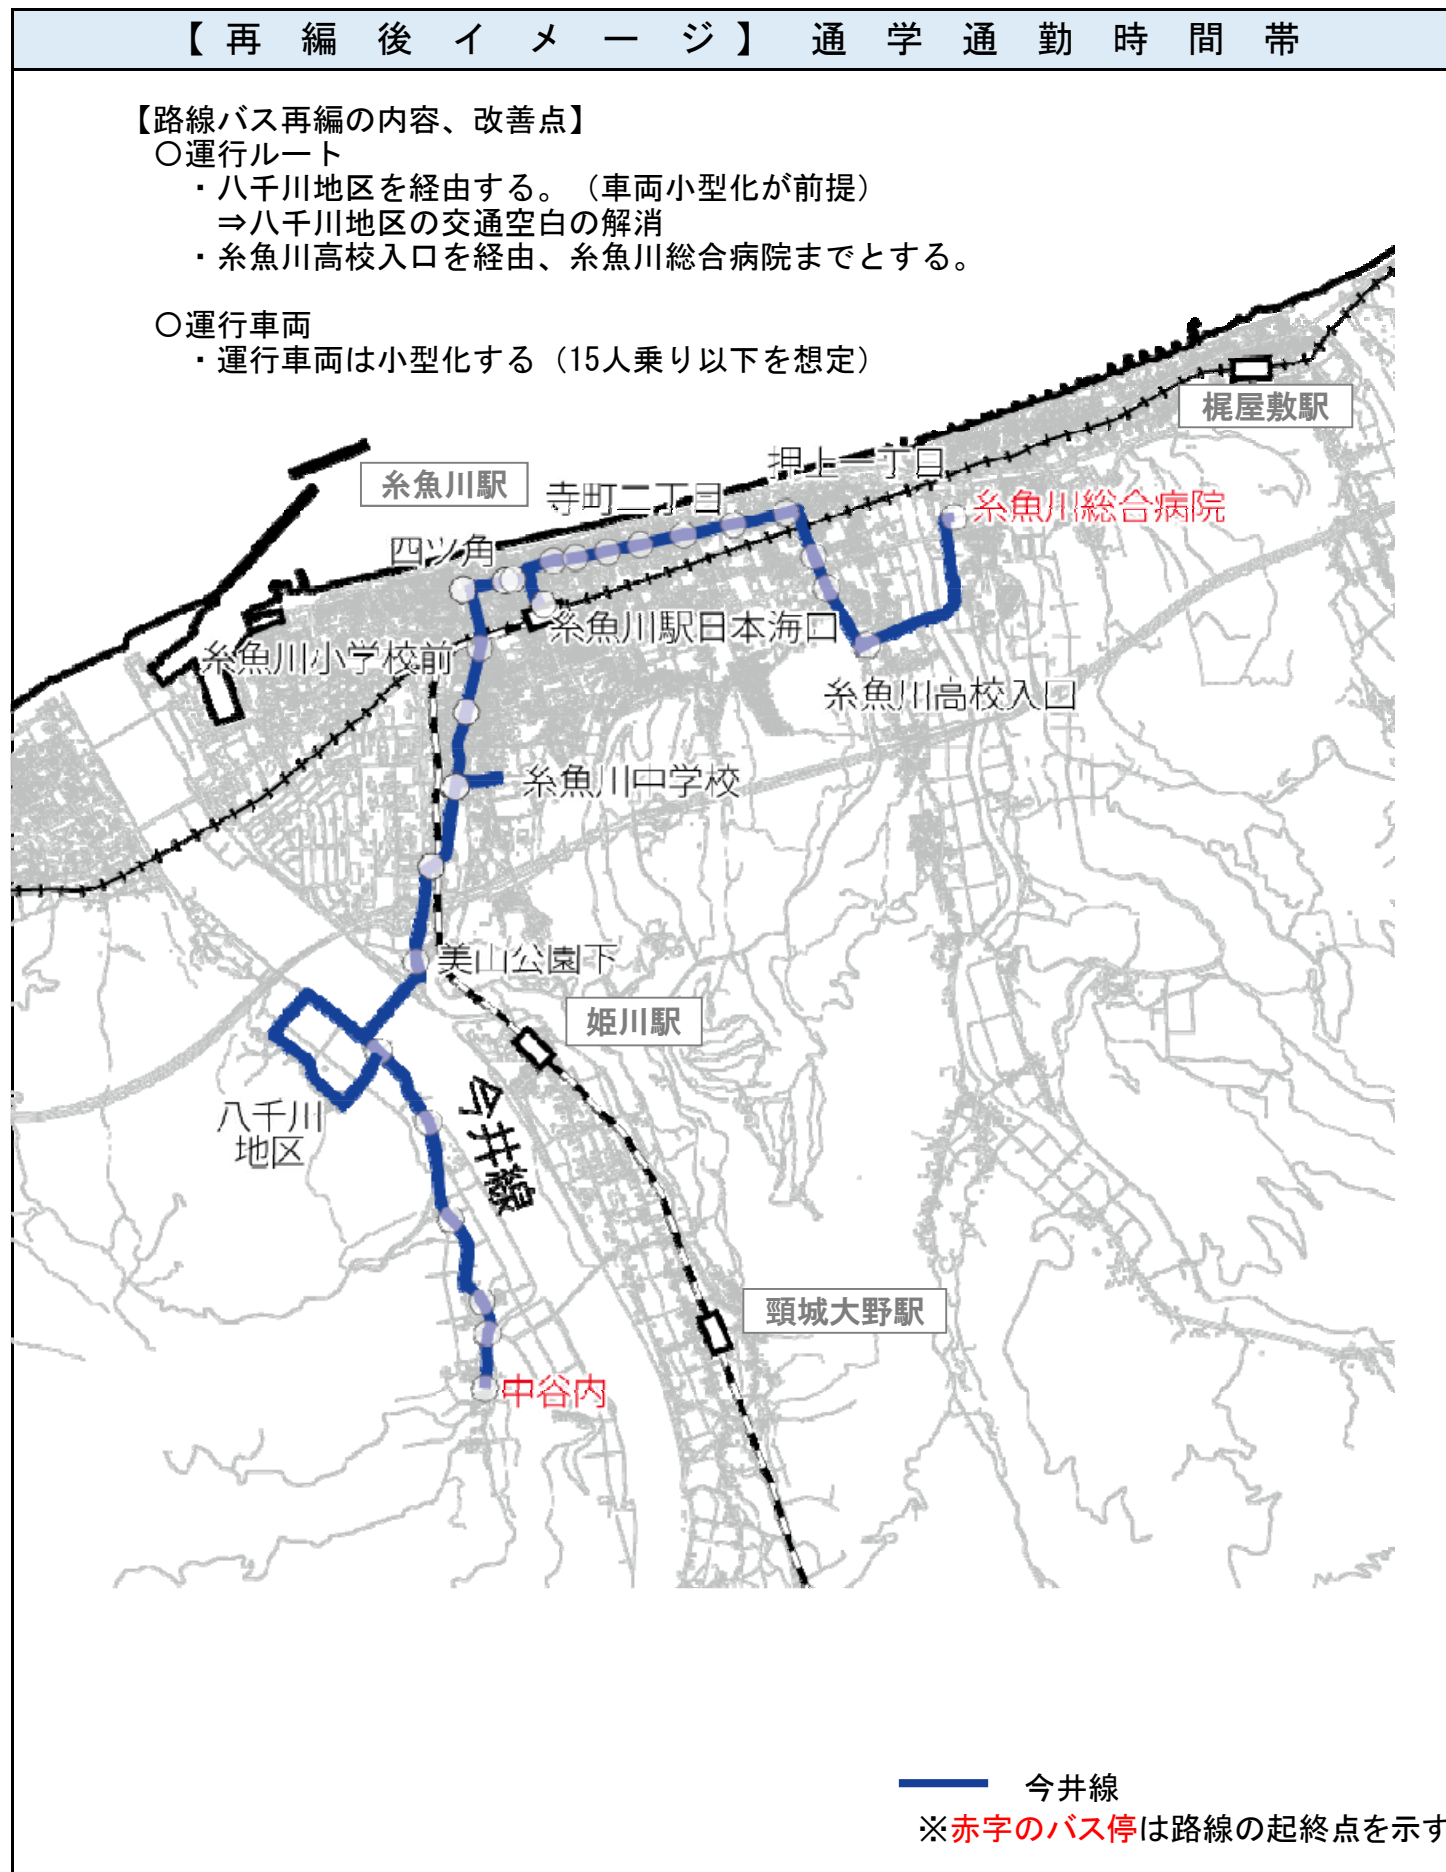 【再編後イメージ】通学通勤時間帯
【路線バス再編の内容、改善点】
〇運行ルート
・八千川地区を経由する。（車両小型化が前提）
⇒八千川地区の交通空白の解消
・糸魚川高校入口を経由、糸魚川総合病院までとする。
〇運行車両
・運行車両は小型化する（15人乗り以下を想定）
梶屋敷駅
押上一丁目
糸魚川駅
寺町二丁目
糸魚川総合病院
四ツ角
糸魚川駅日本海口
糸魚川小学校前
糸魚川高校入口
糸魚川中学校
美山公園下
姫川駅
八千川
地区
今井線
頸城大野駅
中谷内
今井線
※赤字のバス停は路線の起終点を示す